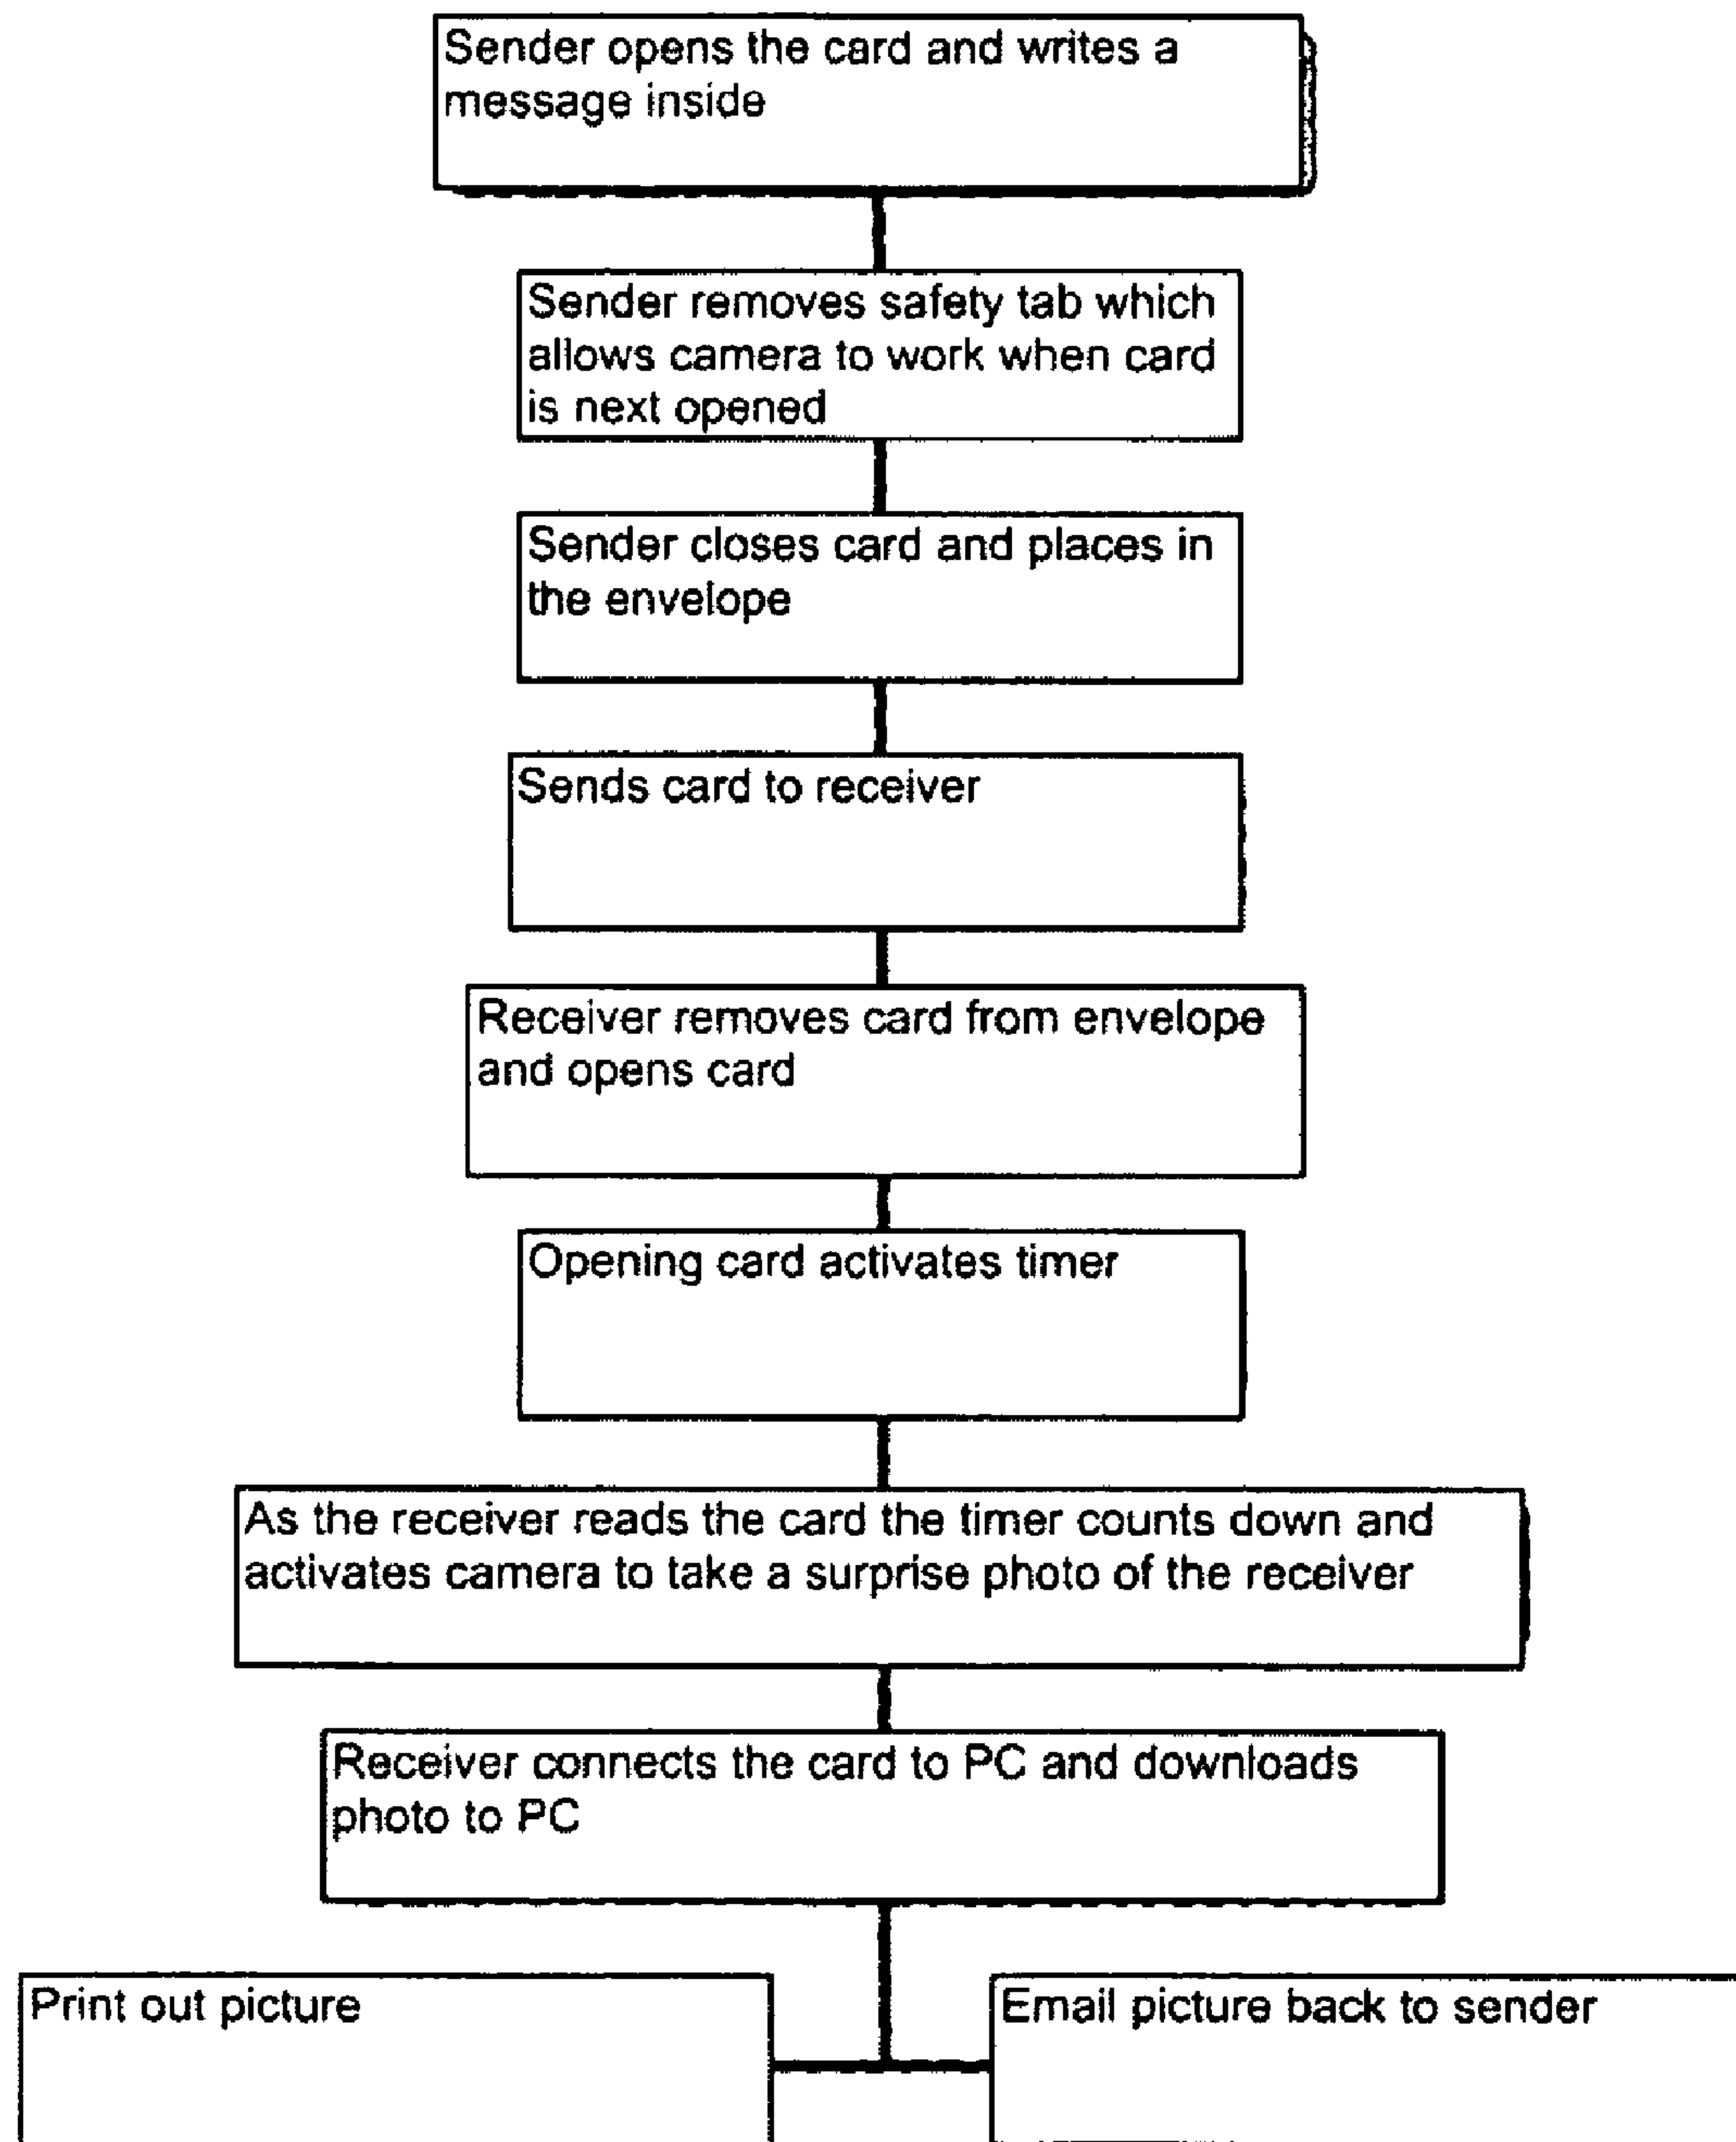 Sender opens the card and writes a
message inside
Sender removes safety tab which
allows camera to work when card
is next opened
Sender closes card and places in
the envelope
Sends card to receiver
Receiver removes card from envelope
and opens card
Opening card activates timer
As the receiver reads the card the timer counts down and
activates camera to take a surprise photo of the receiver
Receiver connects the card to PC and downloads
photo to PC
Print out picture
Email picture back to sender